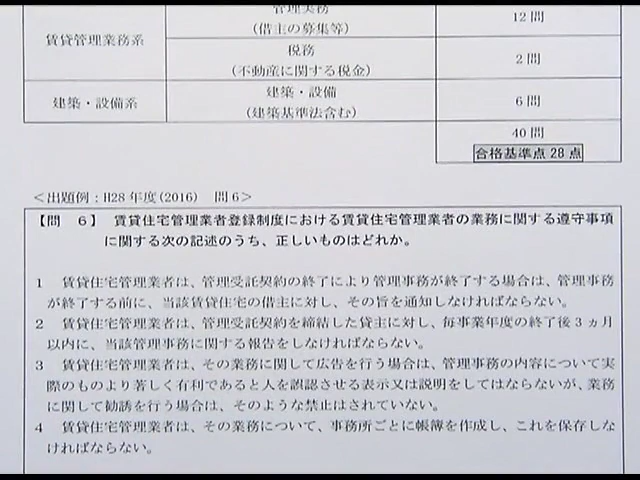 管理実務
(借主の募集等)
12 問
賃貸管理業務系
税務
(不動産に関する税金)
2 問
建築・設備系
建築・設備
(建築基準法含む)
6 問
40 問
合格基準点 28 点
＜出題例：H28 年度(2016) 問 6＞
【問 6】 賃貸住宅管理業者登録制度における賃貸住宅管理業者の業務に関する遵守事項
に関する次の記述のうち、正しいものはどれか。
1 賃貸住宅管理業者は、管理受託契約の終了により管理事務が終了する場合は、管理事務
が終了する前に、当該賃貸住宅の借主に対し、その旨を通知しなければならない。
2 賃貸住宅管理業者は、管理受託契約を締結した貸主に対し、毎事業年度の終了後 3 ヵ月
以内に、当該管理事務に関する報告をしなければならない。
3 賃貸住宅管理業者は、その業務に関して広告を行う場合は、管理事務の内容について実
際のものより著しく有利であると人を誤認させる表示又は説明をしてはならないが、業務
に関して勧誘を行う場合は、そのような禁止はされていない。
4 賃貸住宅管理業者は、その業務について、事務所ごとに帳簿を作成し、これを保存しな
ければならない。